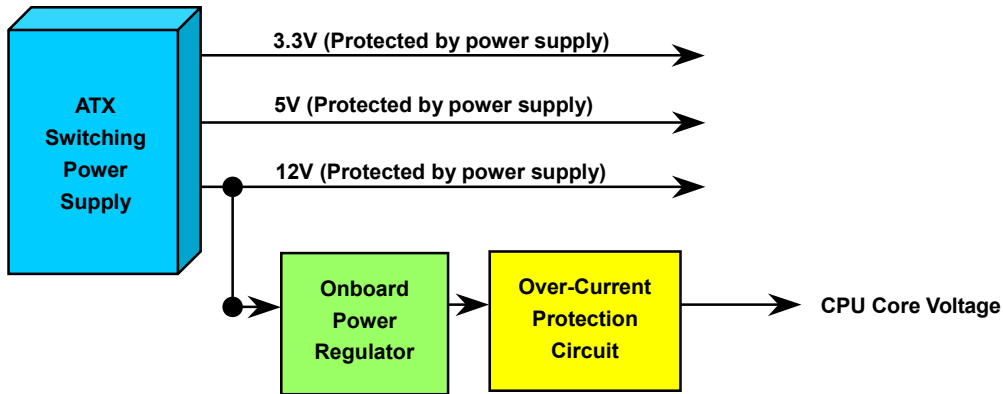 3.3V (Protected by power supply)
ATX
Switching
Power
Supply
5V (Protected by power supply)
12V (Protected by power supply)
Onboard
Power
Regulator
Over-Current
Protection
Circuit
CPU Core Voltage